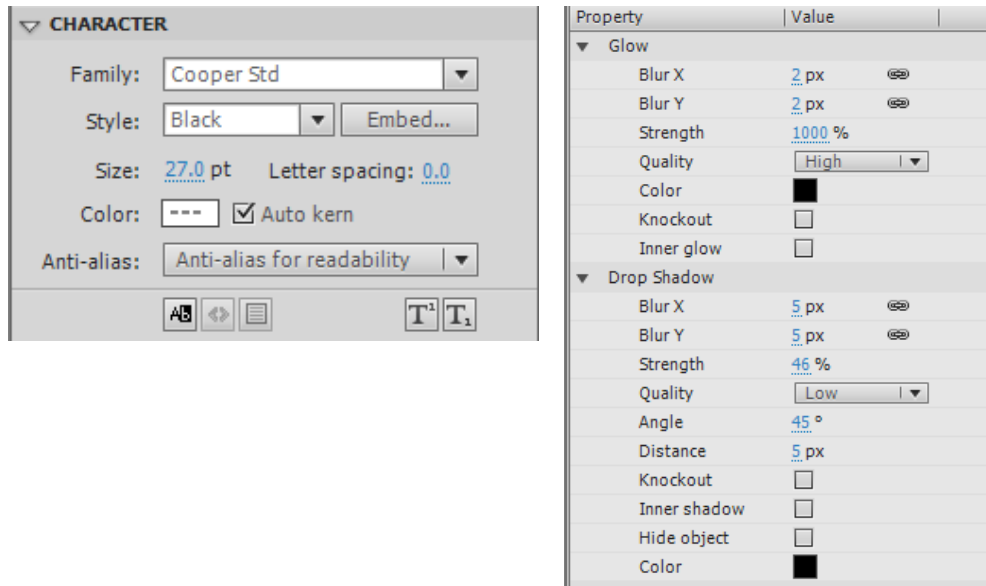 CHARACTER
Family: Cooper Std
Style: Black Embed...
Size: 27.0 pt Letter spacing: 0.0
Color: --- Auto kern
Anti-alias: Anti-alias for readability
T¹ T₁
Property Value
Glow
Blur X 2 px
Blur Y 2 px
Strength 1000 %
Quality High
Color
Knockout
Inner glow
Drop Shadow
Blur X 5 px
Blur Y 5 px
Strength 46 %
Quality Low
Angle 45 °
Distance 5 px
Knockout
Inner shadow
Hide object
Color